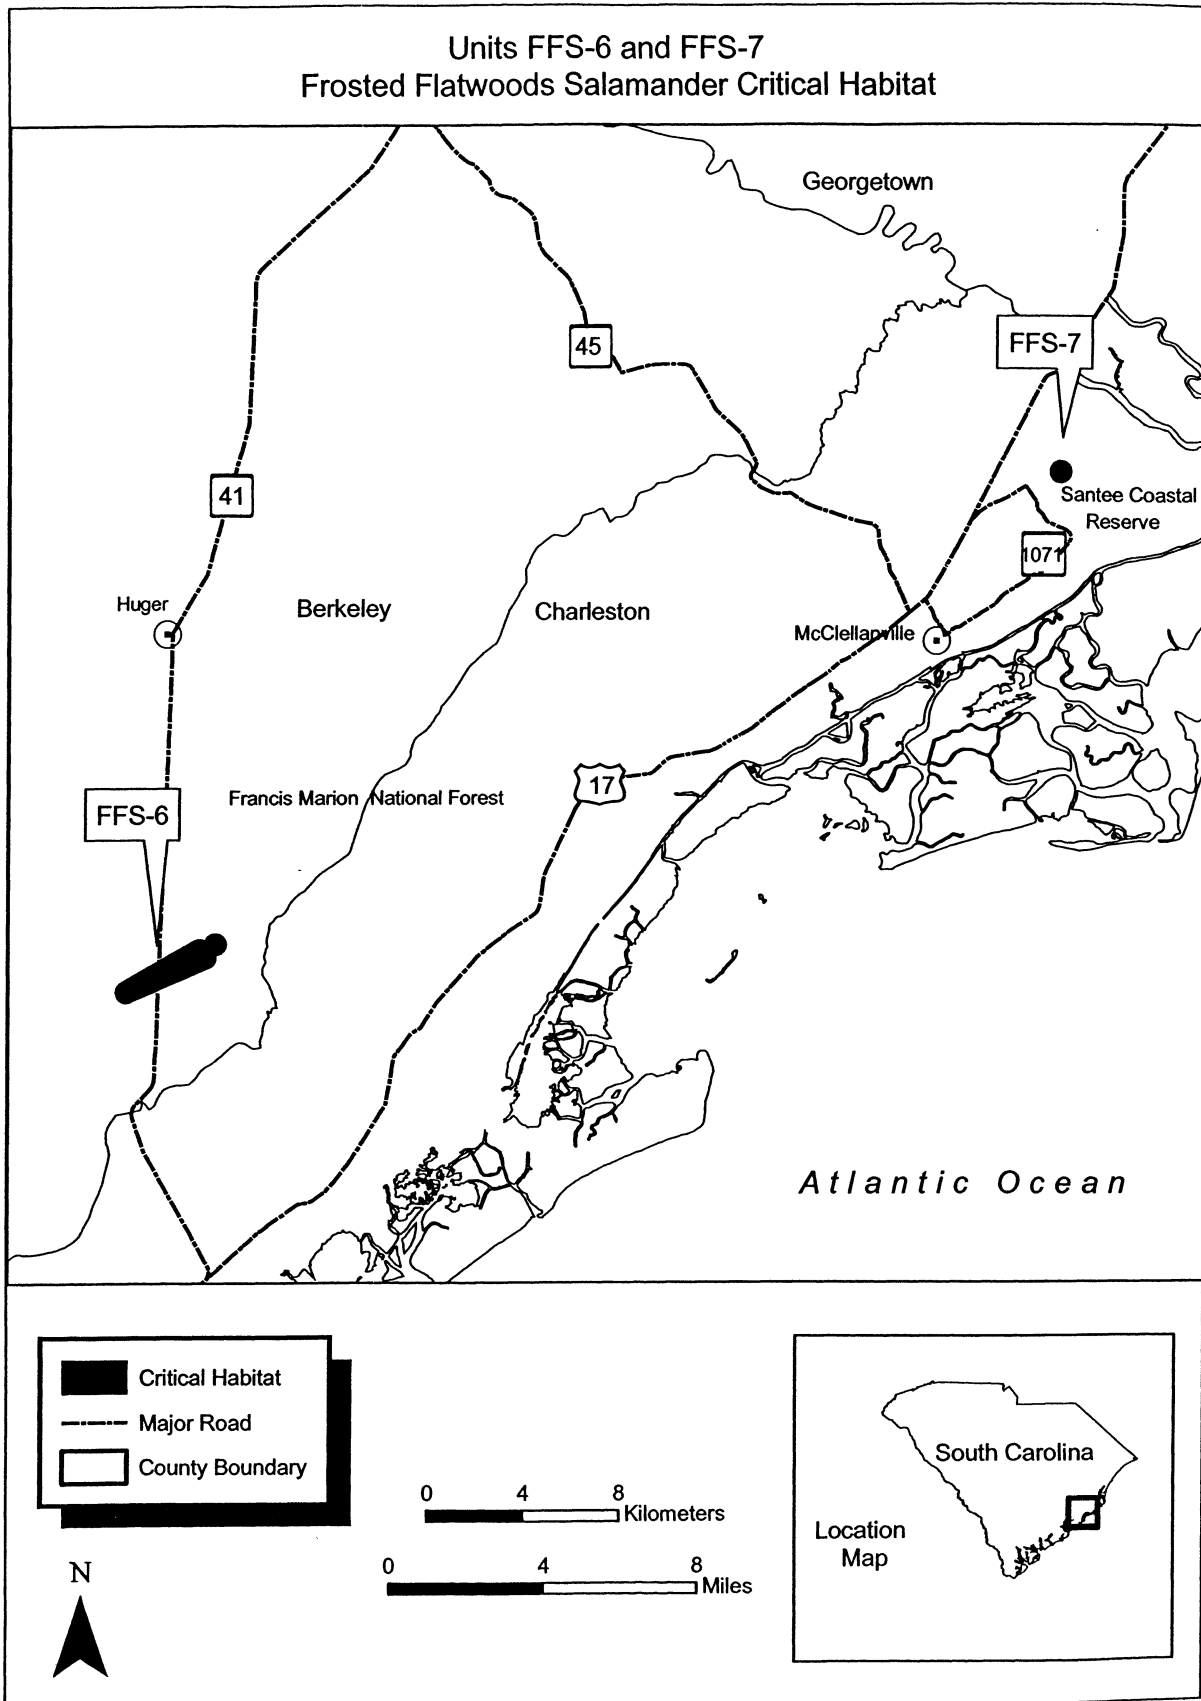 Units FFS-6 and FFS-7
Frosted Flatwoods Salamander Critical Habitat
Georgetown
FFS-7
45
41
Santee Coastal
Reserve
1071
Huger
Berkeley
Charleston
McClellanville
17
Francis Marion National Forest
FFS-6
Atlantic Ocean
Critical Habitat
Major Road
County Boundary
0 4 8
Kilometers
0 4 8
Miles
N
South Carolina
Location
Map